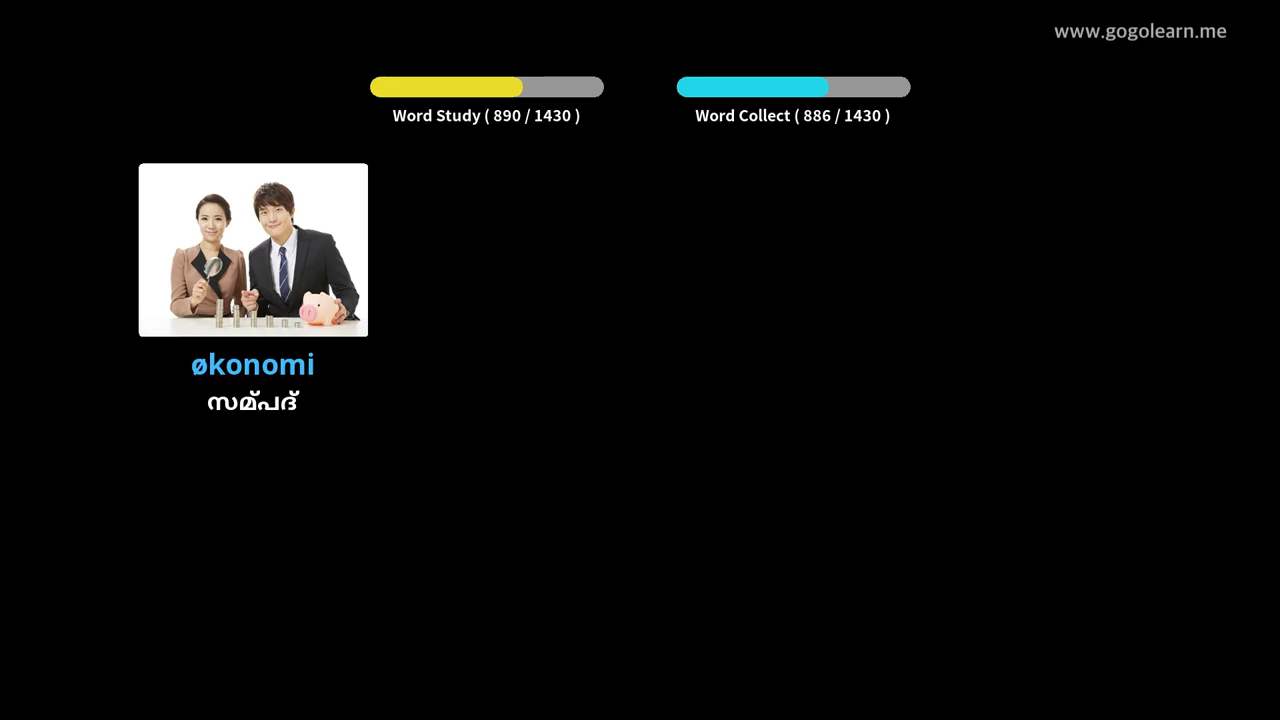 www.gogolearn.me
Word Study ( 890 / 1430 )
Word Collect ( 886 / 1430 )
økonomi
സമ്പദ്